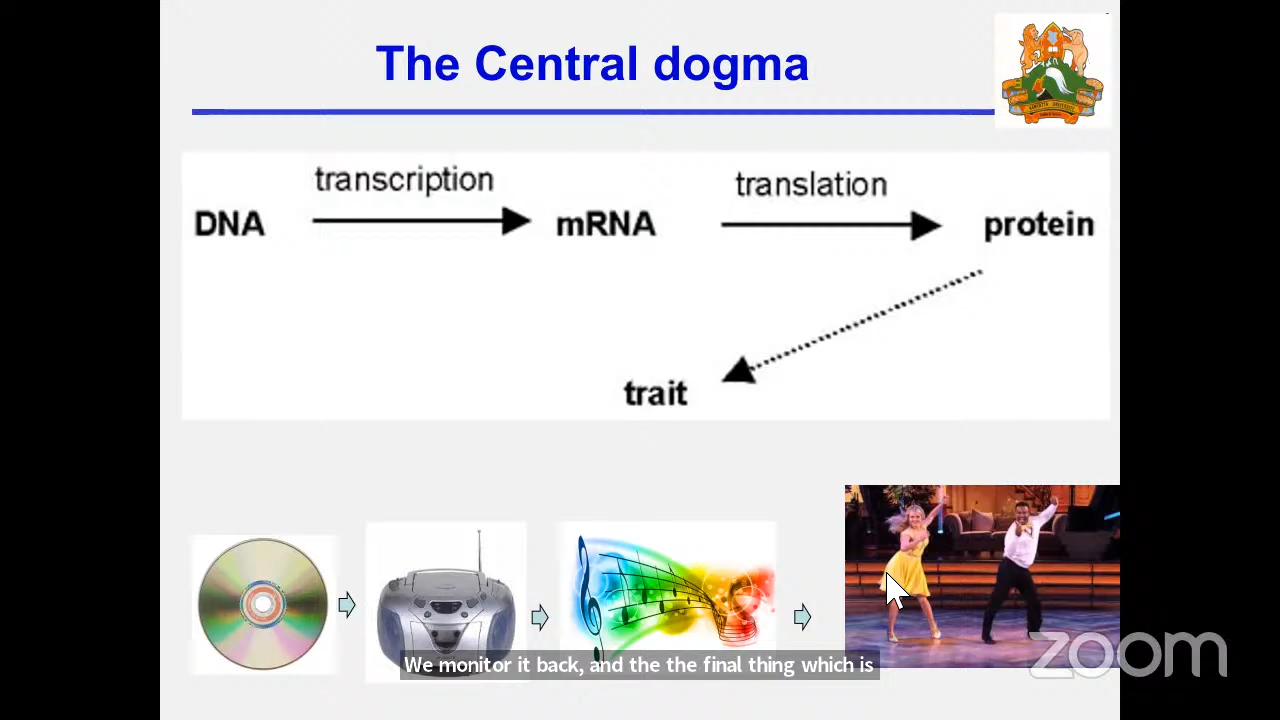 The Central dogma
transcription
translation
DNA
mRNA
protein
trait
We monitor it back, and the the final thing which is
zoom